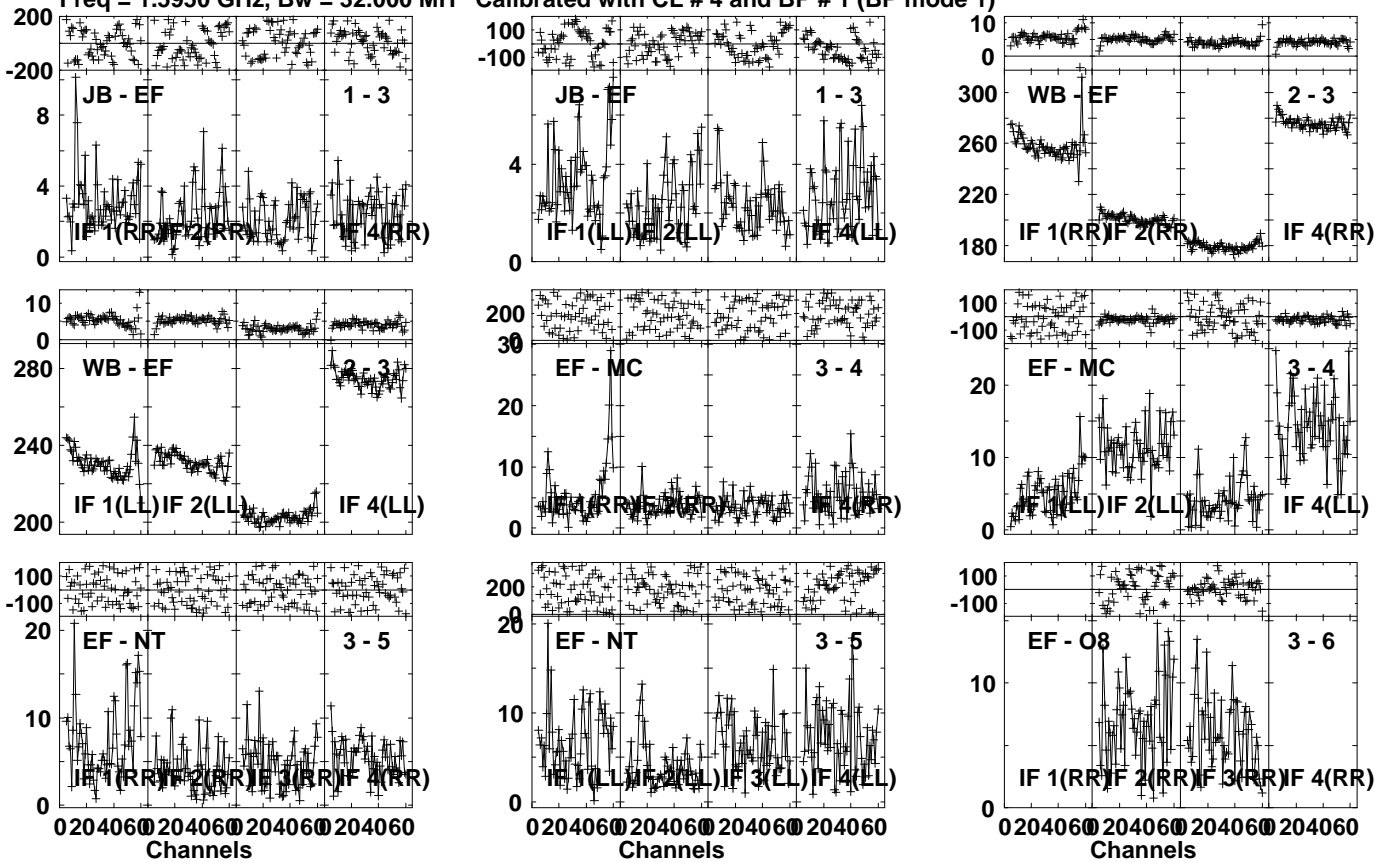 Freq = 1.5950 GHz, Bw = 32.000 MH Calibrated with CL # 4 and BP # 1 (BP mode 1)
200
-200
JB - EF 1 - 3
8
4
0
IF 1(RR) IF 2(RR) IF 4(RR)
100
-100
JB - EF 1 - 3
4
0
IF 1(LL) IF 2(LL) IF 4(LL)
10
0
WB - EF 2 - 3
300
260
220
180
IF 1(RR) IF 2(RR) IF 4(RR)
10
0
WB - EF 2 - 3
280
240
200
IF 1(LL) IF 2(LL) IF 4(LL)
200
0
EF - MC 3 - 4
30
20
10
0
IF 1(RR) IF 2(RR) IF 4(RR)
100
-100
EF - MC 3 - 4
20
10
0
IF 1(LL) IF 2(LL) IF 4(LL)
100
-100
EF - NT 3 - 5
20
10
0
IF 1(RR) IF 2(RR) IF 3(RR) IF 4(RR)
0 20 40 60 0 20 40 60 0 20 40 60 0 20 40 60
Channels
200
0
EF - NT 3 - 5
20
10
0
IF 1(LL) IF 2(LL) IF 3(LL) IF 4(LL)
0 20 40 60 0 20 40 60 0 20 40 60 0 20 40 60
Channels
100
-100
EF - O8 3 - 6
10
0
IF 1(RR) IF 2(RR) IF 3(RR) IF 4(RR)
0 20 40 60 0 20 40 60 0 20 40 60 0 20 40 60
Channels